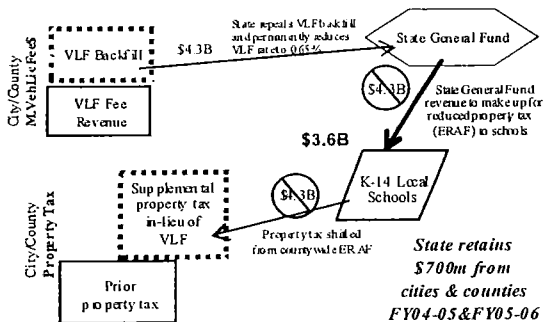 City/County
M.VehLic Fees
VLF Backfill
$4.3B
State repeals VLF backfill
and permanently reduces
VLF rate to 0.65%
State General Fund
VLF Fee
Revenue
$4.3B
State General Fund
revenue to make up for
reduced property tax
(ERAF) to schools
$3.6B
K-14 Local
Schools
City/County
Property Tax
Supplemental
property tax
in-lieu of
VLF
$4.3B
Property tax shifted
from countywide ERAF
Prior
property tax
State retains
$700m from
cities & counties
FY04-05&FY05-06